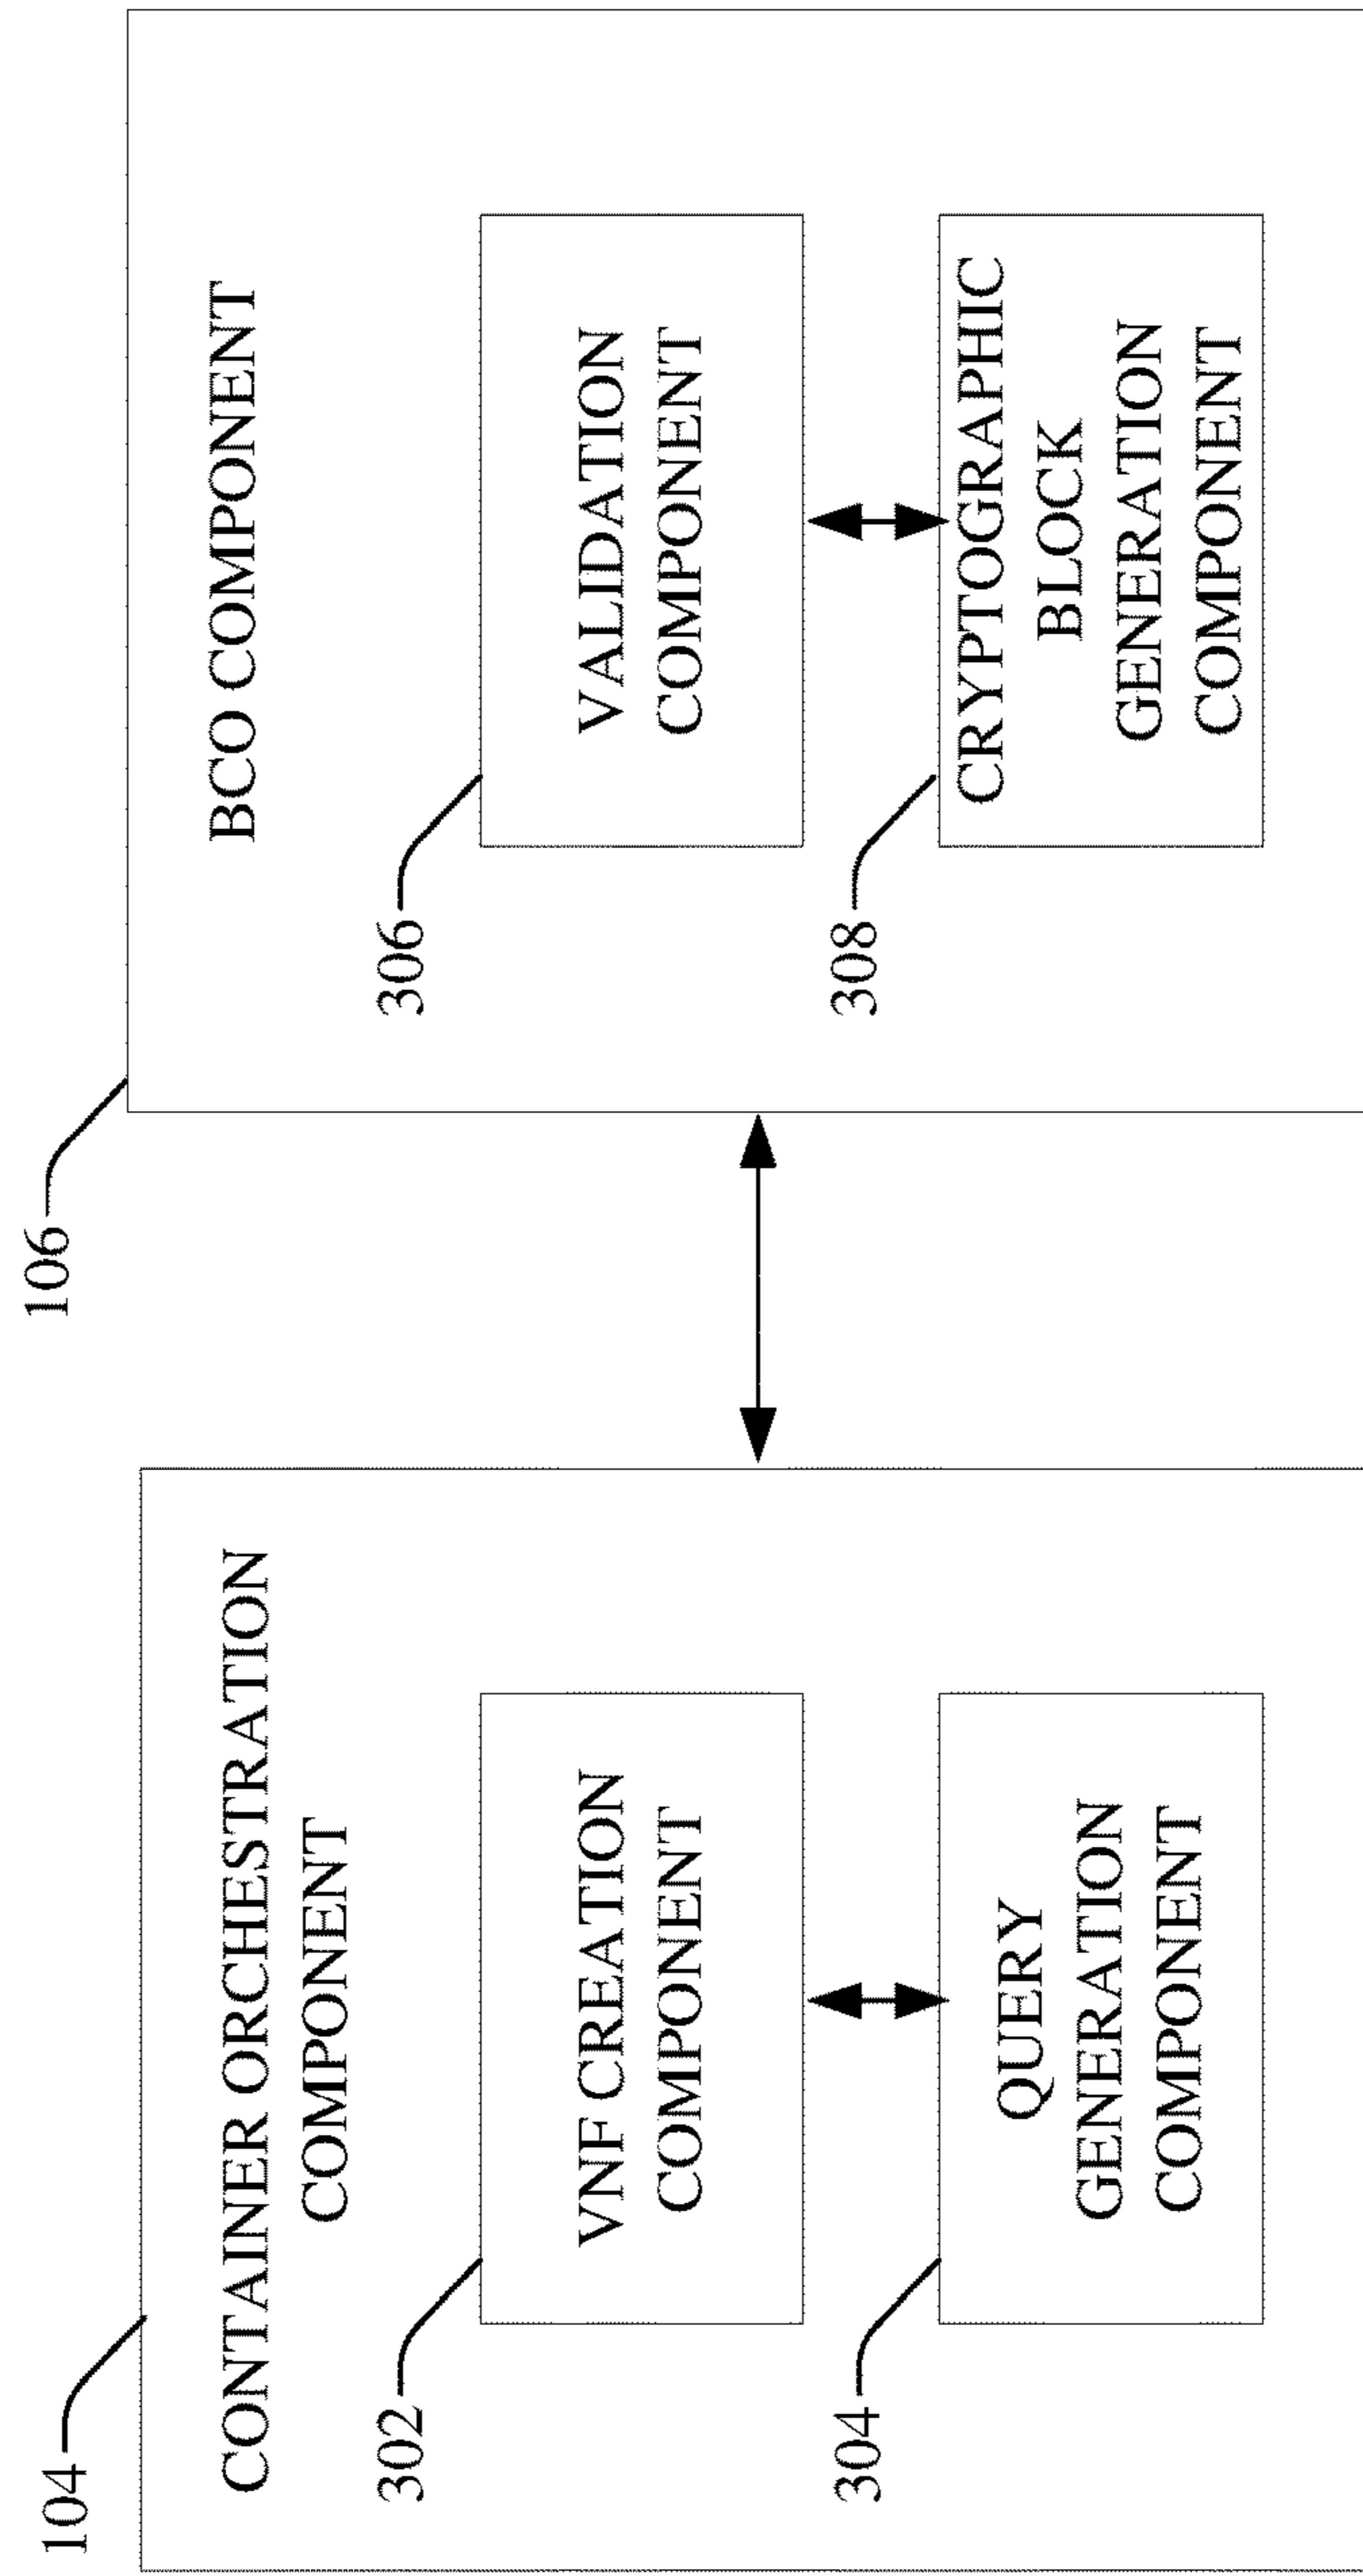 104
CONTAINER ORCHESTRATION
COMPONENT
302
VNF CREATION
COMPONENT
304
QUERY
GENERATION
COMPONENT
106
BCO COMPONENT
306
VALIDATION
COMPONENT
308
CRYPTOGRAPHIC
BLOCK
GENERATION
COMPONENT